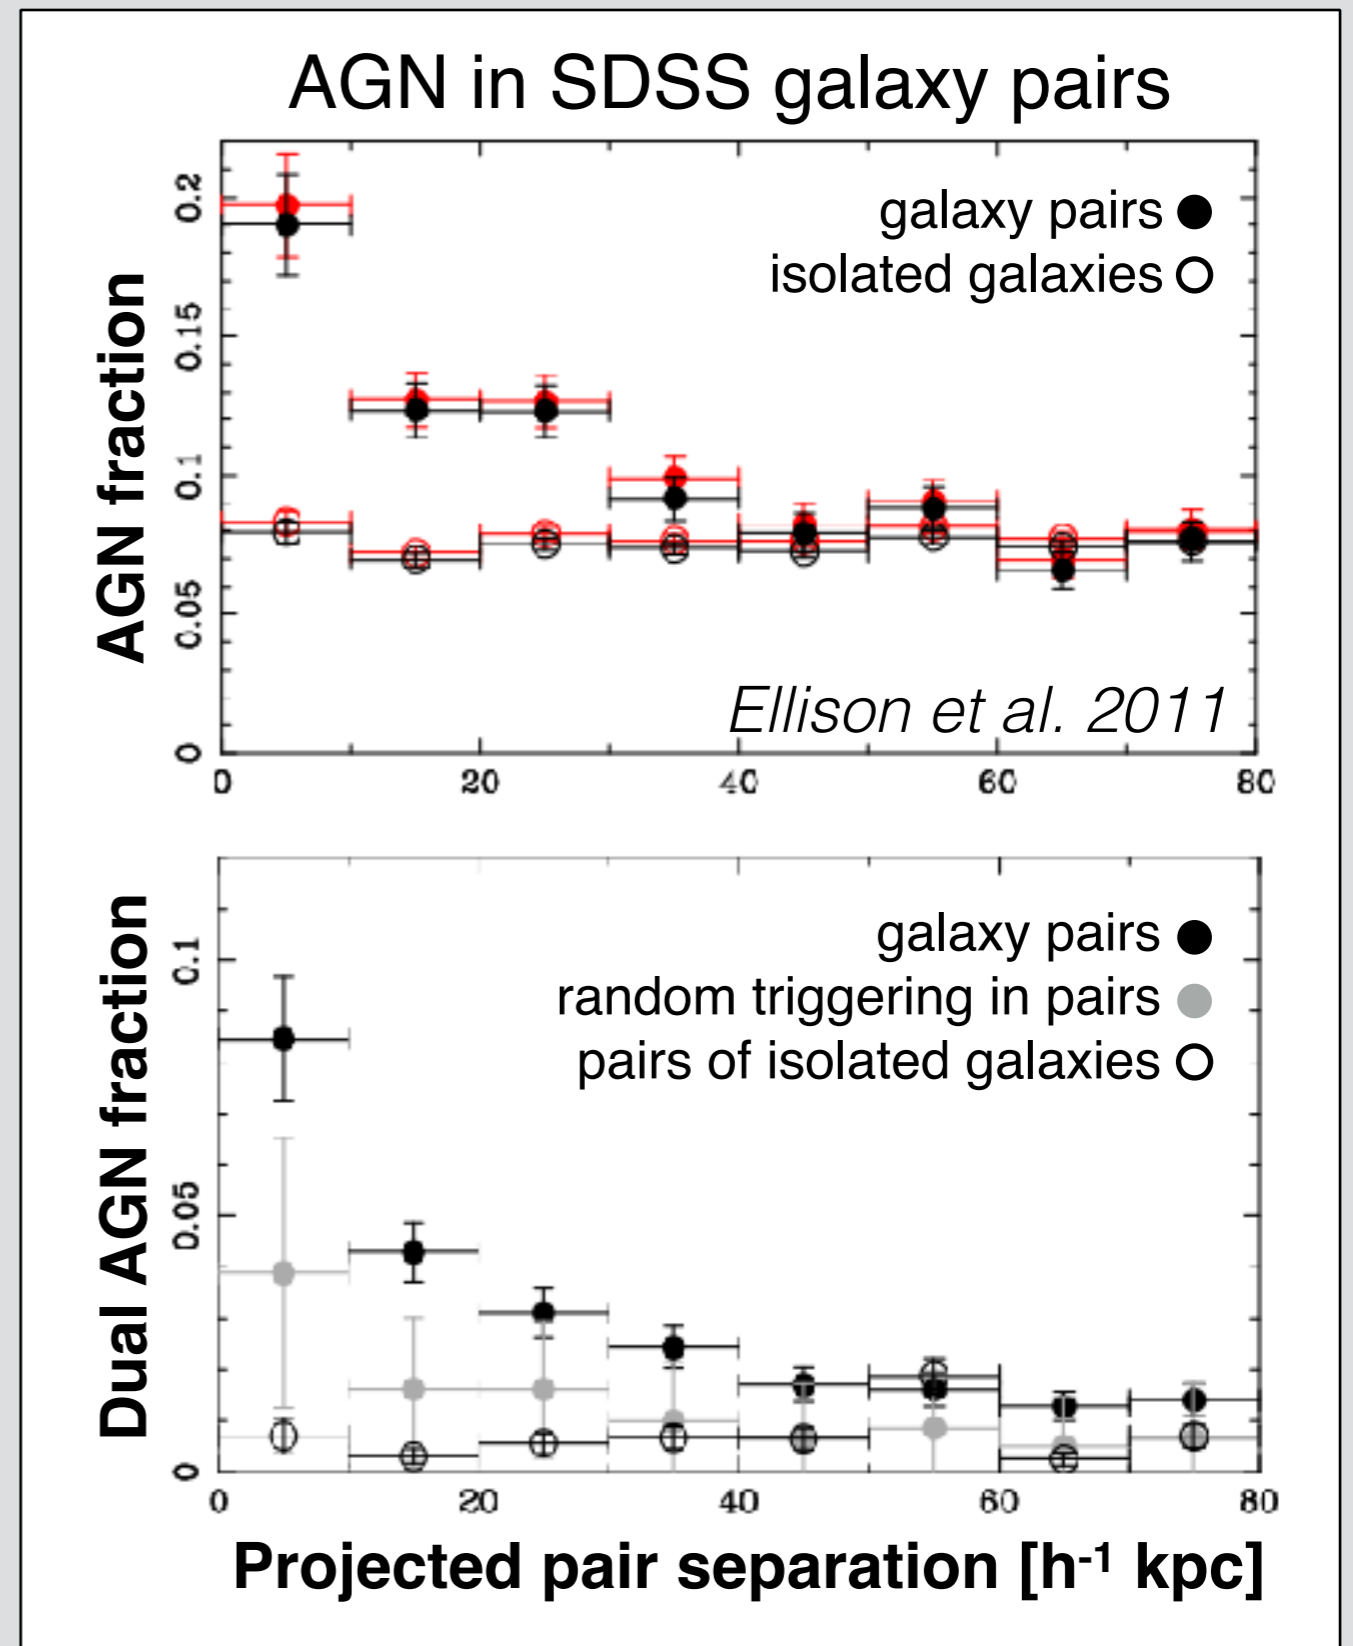 AGN in SDSS galaxy pairs
galaxy pairs
isolated galaxies
AGN fraction
0.2
0.15
0.1
0.05
0
Ellison et al. 2011
0 20 40 60 80
galaxy pairs
random triggering in pairs
pairs of isolated galaxies
Dual AGN fraction
0.1
0.05
0
0 20 40 60 80
Projected pair separation [h-1 kpc]